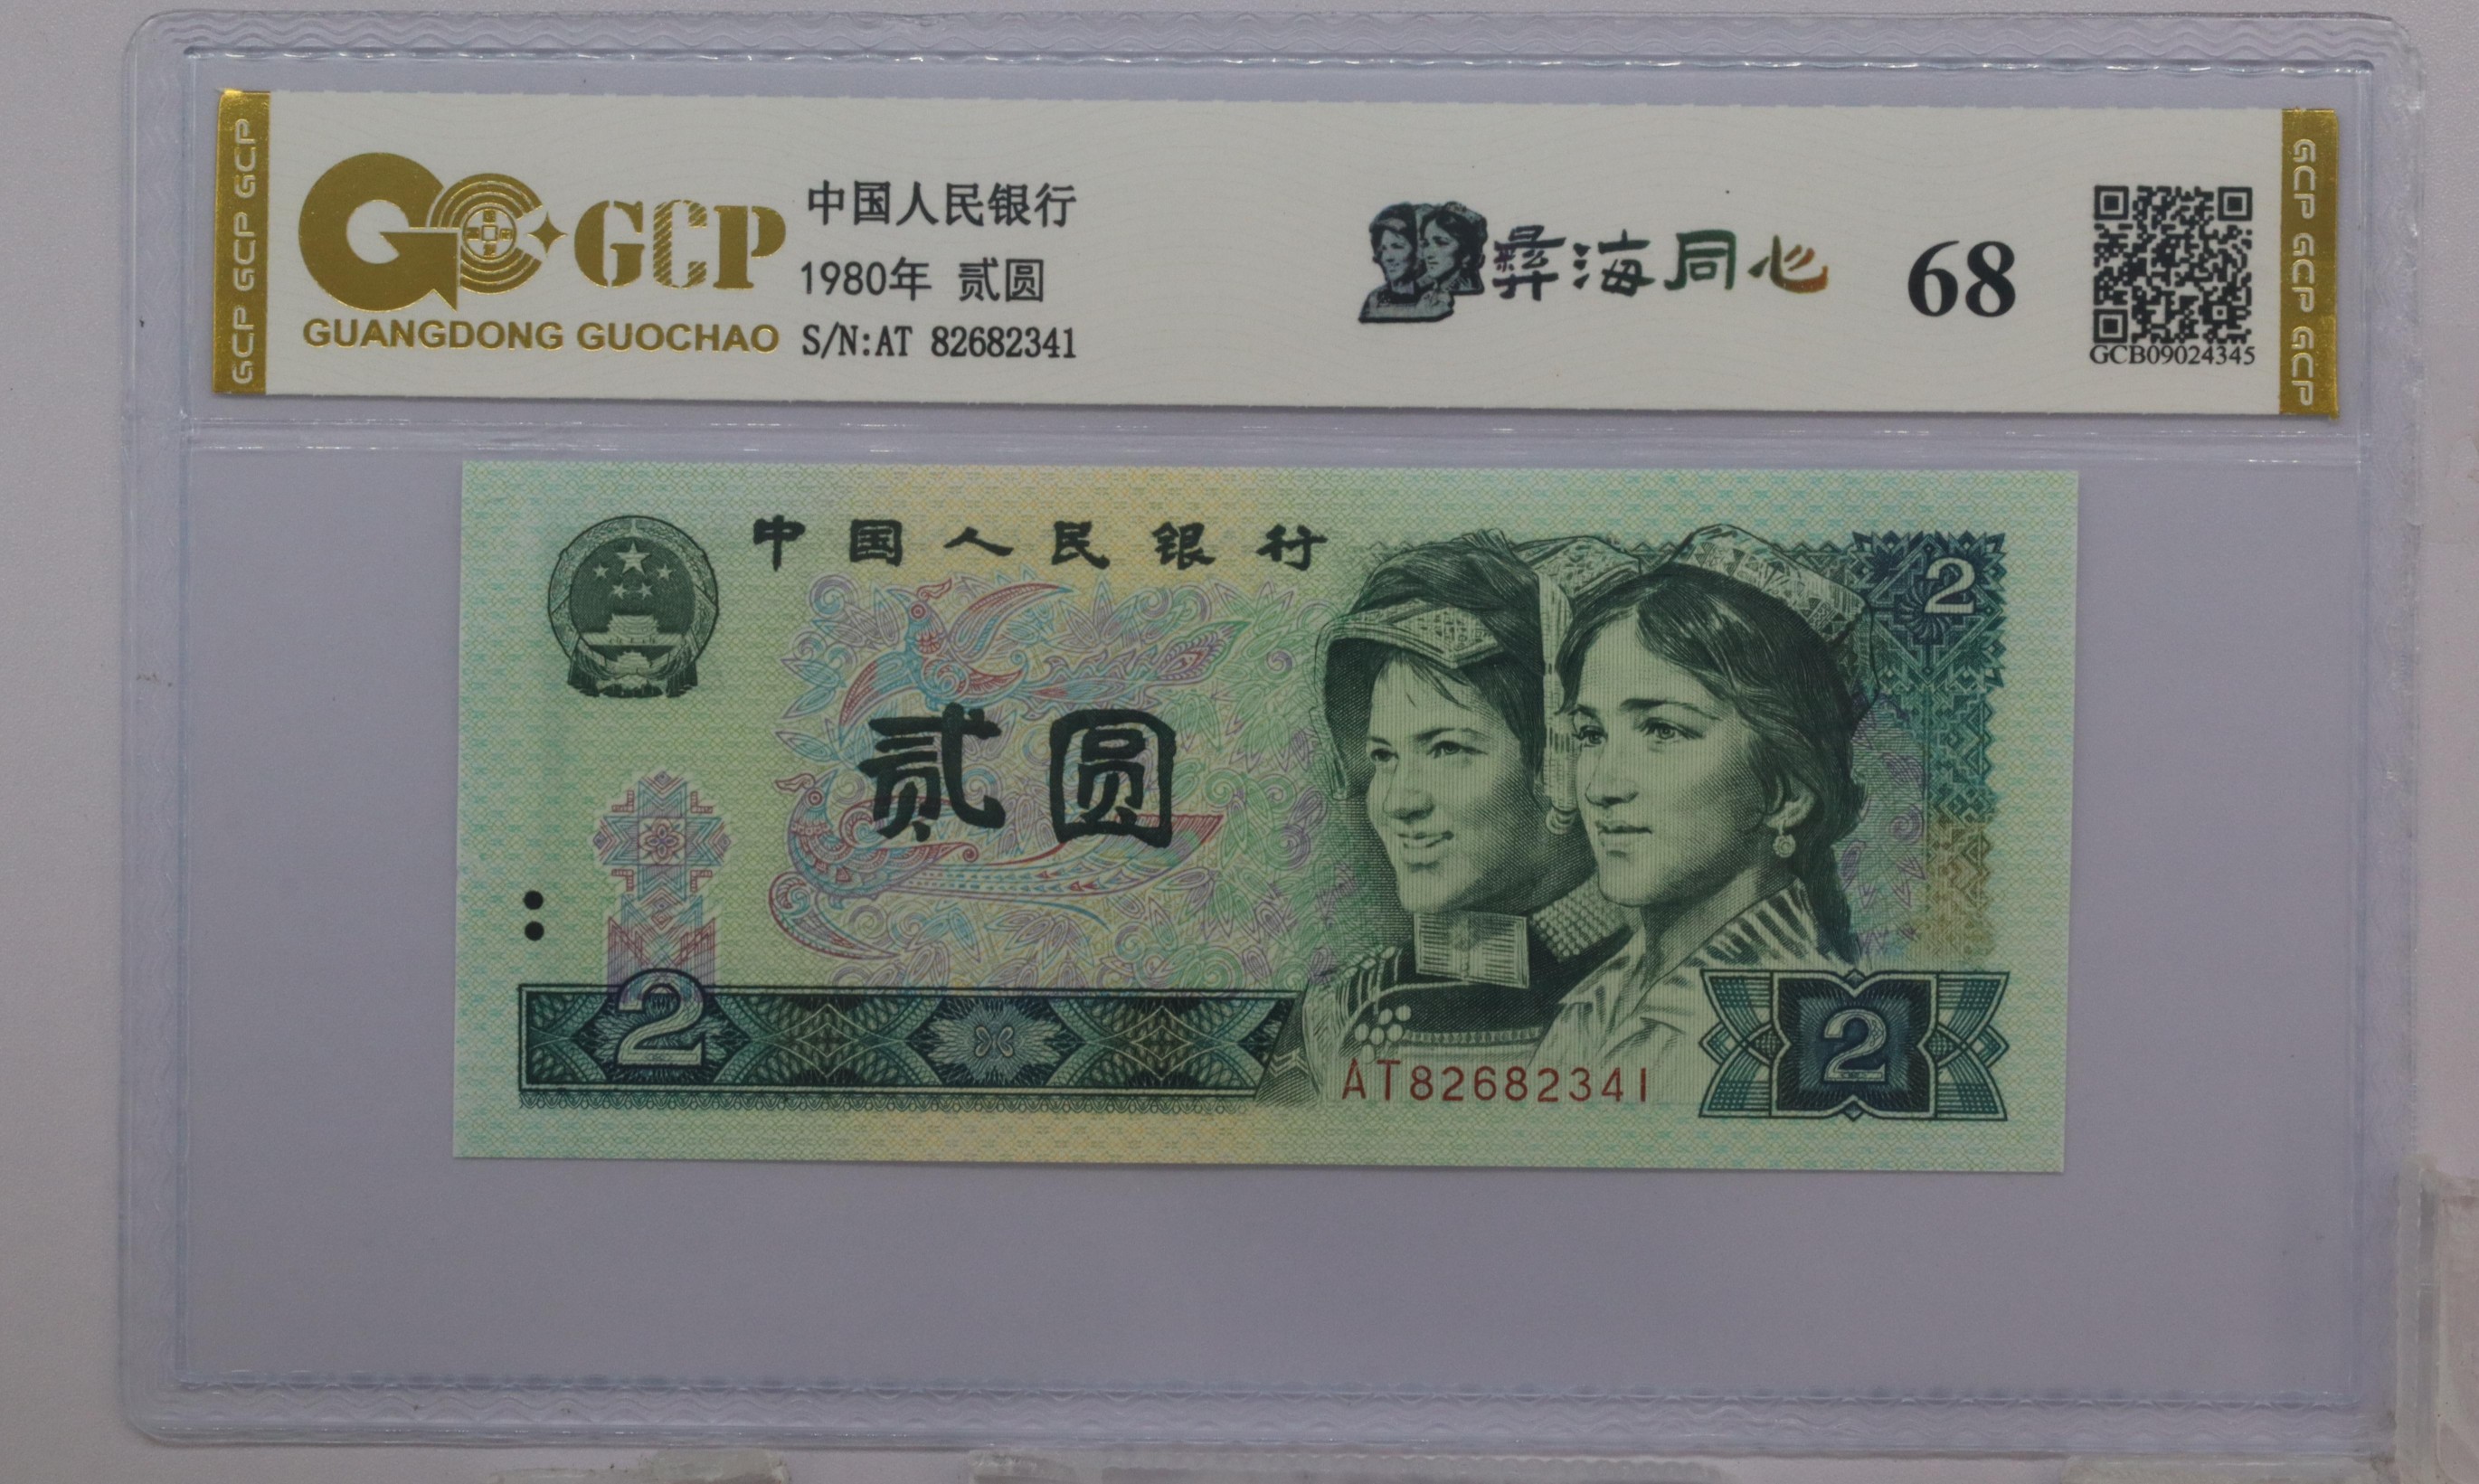 GCP GCP GCP
GCP
GUANGDONG GUOCHAO
中国人民银行
1980年 贰圆
S/N:AT 82682341
彝海同心
68
GCB09024345
GCP GCP GCP
中国人民银行
2
贰圆
2
AT82682341
2